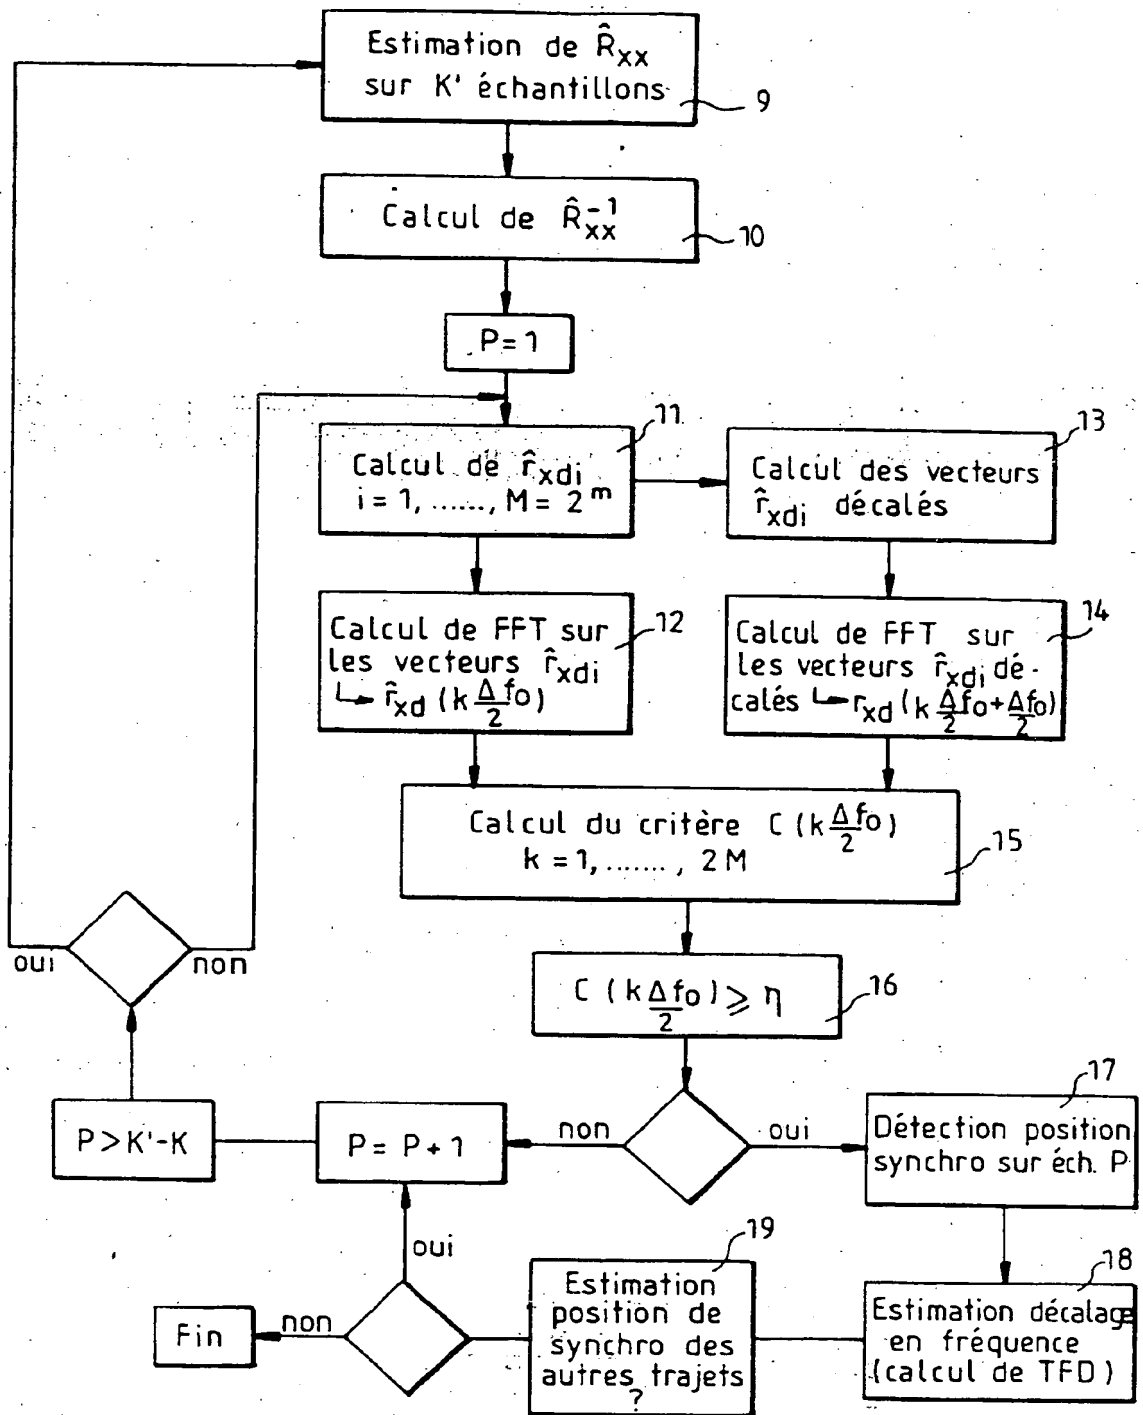 Estimation de R̂xx
sur K' échantillons
9
Calcul de R̂xx⁻¹
10
P = 1
11
Calcul de r̂xdi
i = 1, ......, M = 2ᵐ
13
Calcul des vecteurs
r̂xdi décalés
12
Calcul de FFT sur
les vecteurs r̂xdi
↳ r̂xd (k Δfo/2)
14
Calcul de FFT sur
les vecteurs r̂xdi dé-
calés ↳ rxd (k Δfo/2 + Δfo/2)
Calcul du critère C (k Δfo/2)
k = 1, ......., 2M
15
oui
non
C (k Δfo/2) ⩾ η
16
17
P > K'-K
P = P + 1
non
oui
Détection position
synchro sur éch. P
oui
19
18
Fin
non
Estimation
position de
synchro des
autres trajets
?
Estimation décalage
en fréquence
(calcul de TFD)